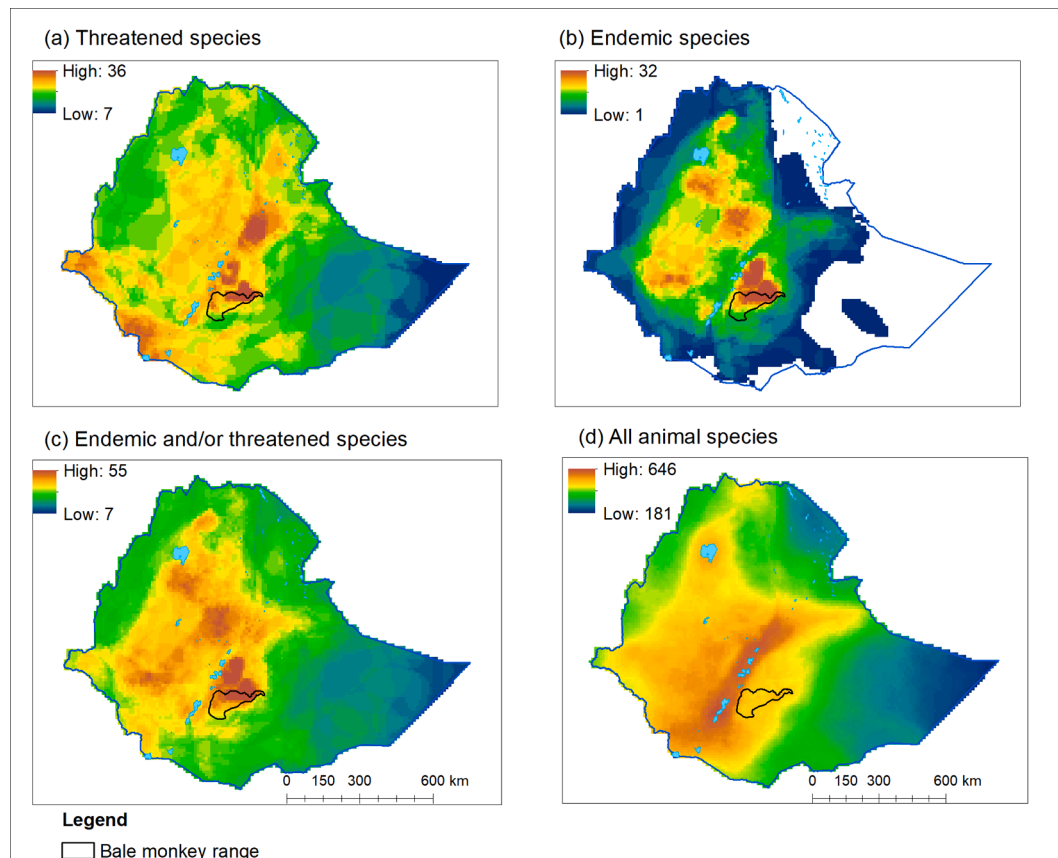 (a) Threatened species
(b) Endemic species
High: 36
Low: 7
High: 32
Low: 1
(c) Endemic and/or threatened species
(d) All animal species
High: 55
Low: 7
High: 646
Low: 181
0 150 300 600 km
0 150 300 600 km
Legend
Bale monkey range